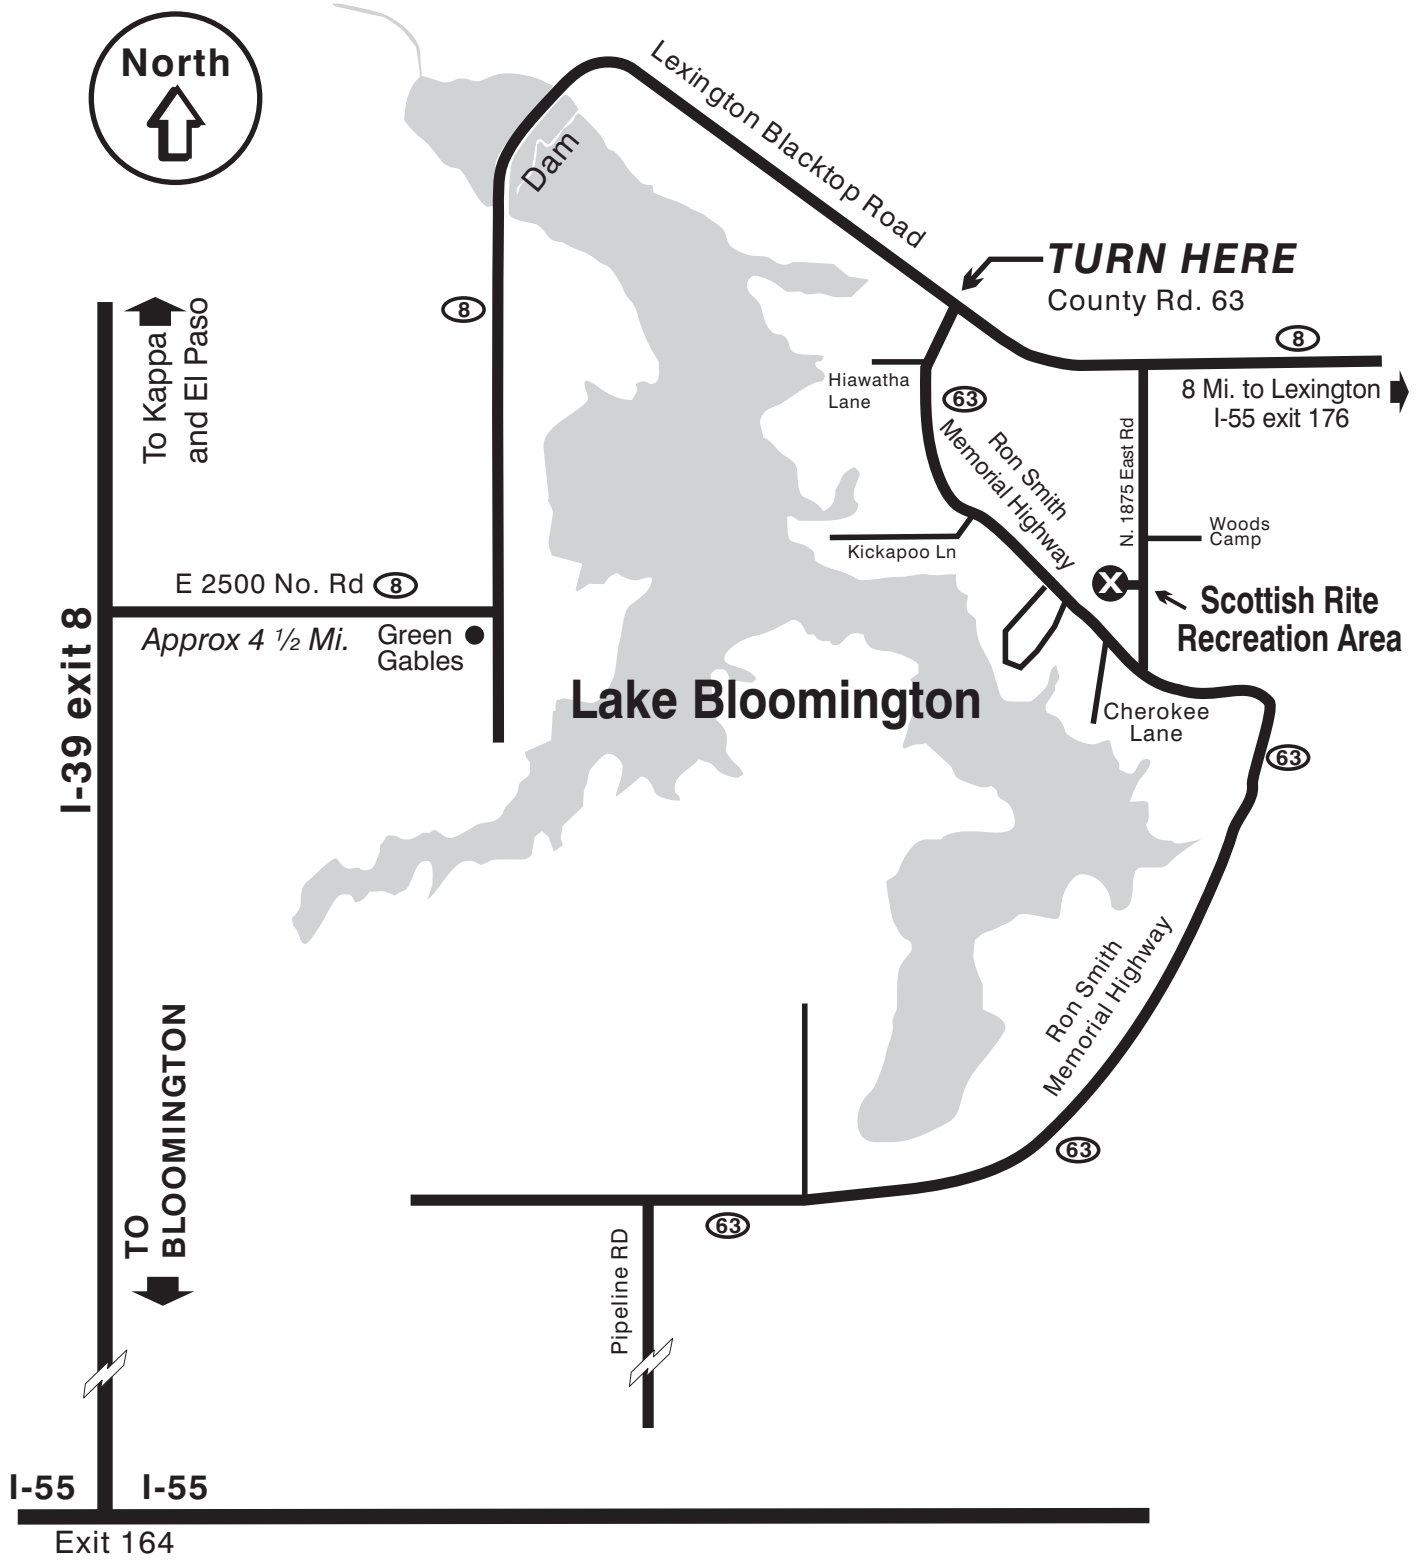 North
Lexington Blacktop Road
Dam
TURN HERE
County Rd. 63
8
8
To Kappa
and El Paso
Hiawatha
Lane
63
8 Mi. to Lexington
I-55 exit 176
Ron Smith
Memorial Highway
N. 1875 East Rd
Woods
Camp
Kickapoo Ln
E 2500 No. Rd 8
X
Scottish Rite
Recreation Area
Approx 4 ½ Mi.
Green
Gables
I-39 exit 8
Lake Bloomington
Cherokee
Lane
63
Ron Smith
Memorial Highway
TO
BLOOMINGTON
63
63
Pipeline RD
I-55 I-55
Exit 164